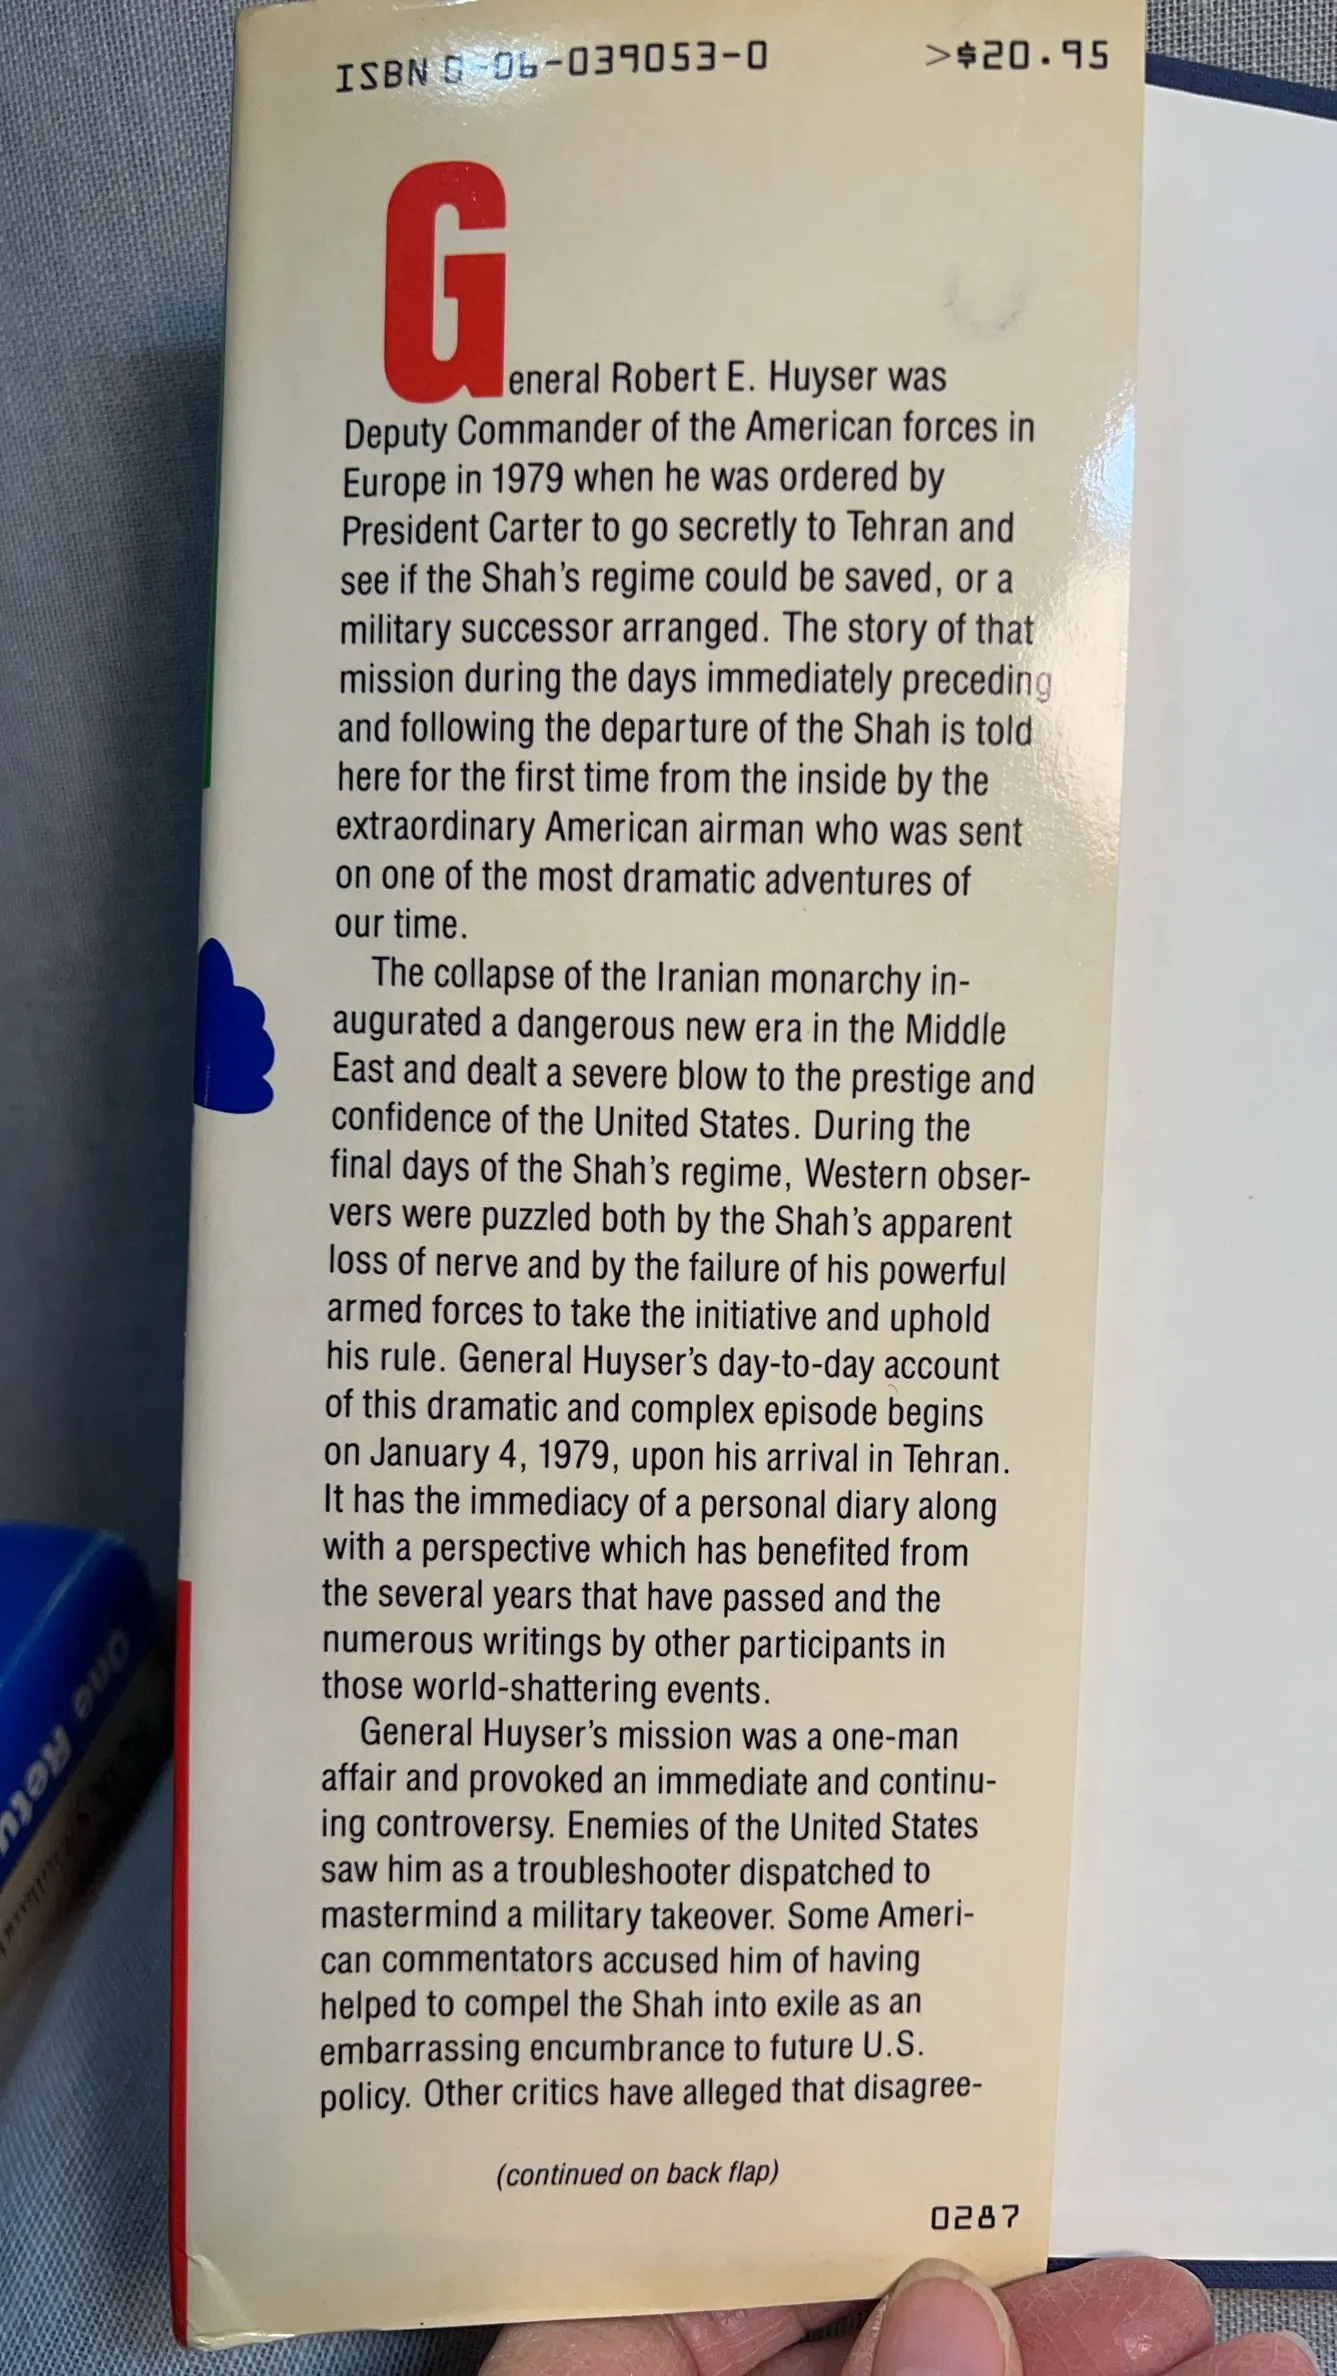 ISBN 0-06-039053-0 >$20.95
General Robert E. Huyser was
Deputy Commander of the American forces in
Europe in 1979 when he was ordered by
President Carter to go secretly to Tehran and
see if the Shah's regime could be saved, or a
military successor arranged. The story of that
mission during the days immediately preceding
and following the departure of the Shah is told
here for the first time from the inside by the
extraordinary American airman who was sent
on one of the most dramatic adventures of
our time.
The collapse of the Iranian monarchy in-
augurated a dangerous new era in the Middle
East and dealt a severe blow to the prestige and
confidence of the United States. During the
final days of the Shah's regime, Western obser-
vers were puzzled both by the Shah's apparent
loss of nerve and by the failure of his powerful
armed forces to take the initiative and uphold
his rule. General Huyser's day-to-day account
of this dramatic and complex episode begins
on January 4, 1979, upon his arrival in Tehran.
It has the immediacy of a personal diary along
with a perspective which has benefited from
the several years that have passed and the
numerous writings by other participants in
those world-shattering events.
General Huyser's mission was a one-man
affair and provoked an immediate and continu-
ing controversy. Enemies of the United States
saw him as a troubleshooter dispatched to
mastermind a military takeover. Some Ameri-
can commentators accused him of having
helped to compel the Shah into exile as an
embarrassing encumbrance to future U.S.
policy. Other critics have alleged that disagree-
(continued on back flap)
0287
One